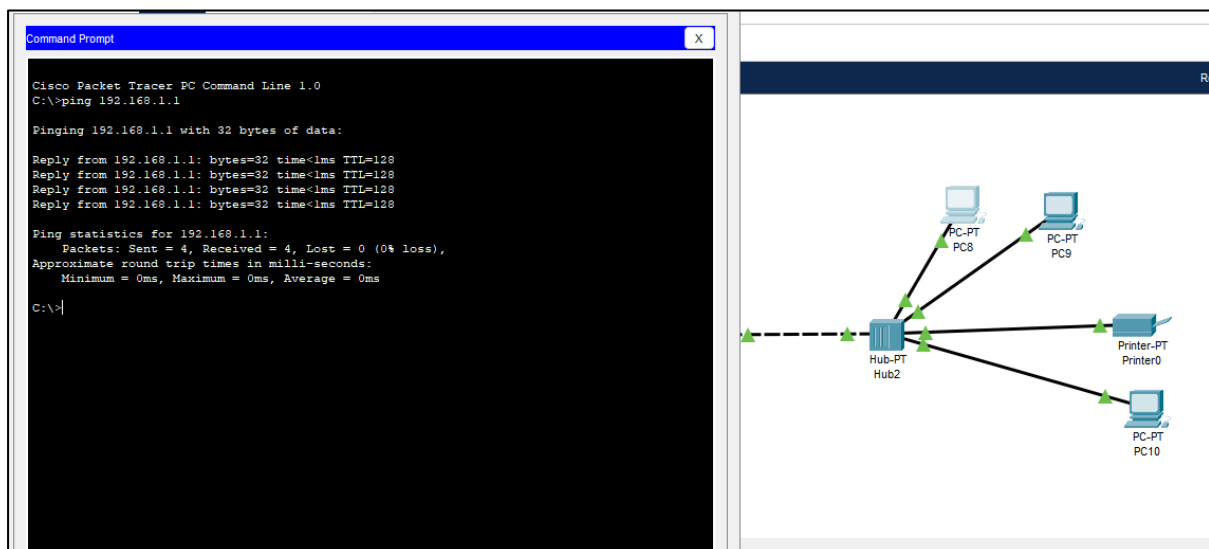 Command Prompt
X
Cisco Packet Tracer PC Command Line 1.0
C:\>ping 192.168.1.1
Pinging 192.168.1.1 with 32 bytes of data:
Reply from 192.168.1.1: bytes=32 time<1ms TTL=128
Reply from 192.168.1.1: bytes=32 time<1ms TTL=128
Reply from 192.168.1.1: bytes=32 time<1ms TTL=128
Reply from 192.168.1.1: bytes=32 time<1ms TTL=128
Ping statistics for 192.168.1.1:
Packets: Sent = 4, Received = 4, Lost = 0 (0% loss),
Approximate round trip times in milli-seconds:
Minimum = 0ms, Maximum = 0ms, Average = 0ms
C:\>
PC-PT
PC8
PC-PT
PC9
Printer-PT
Printer0
Hub-PT
Hub2
PC-PT
PC10